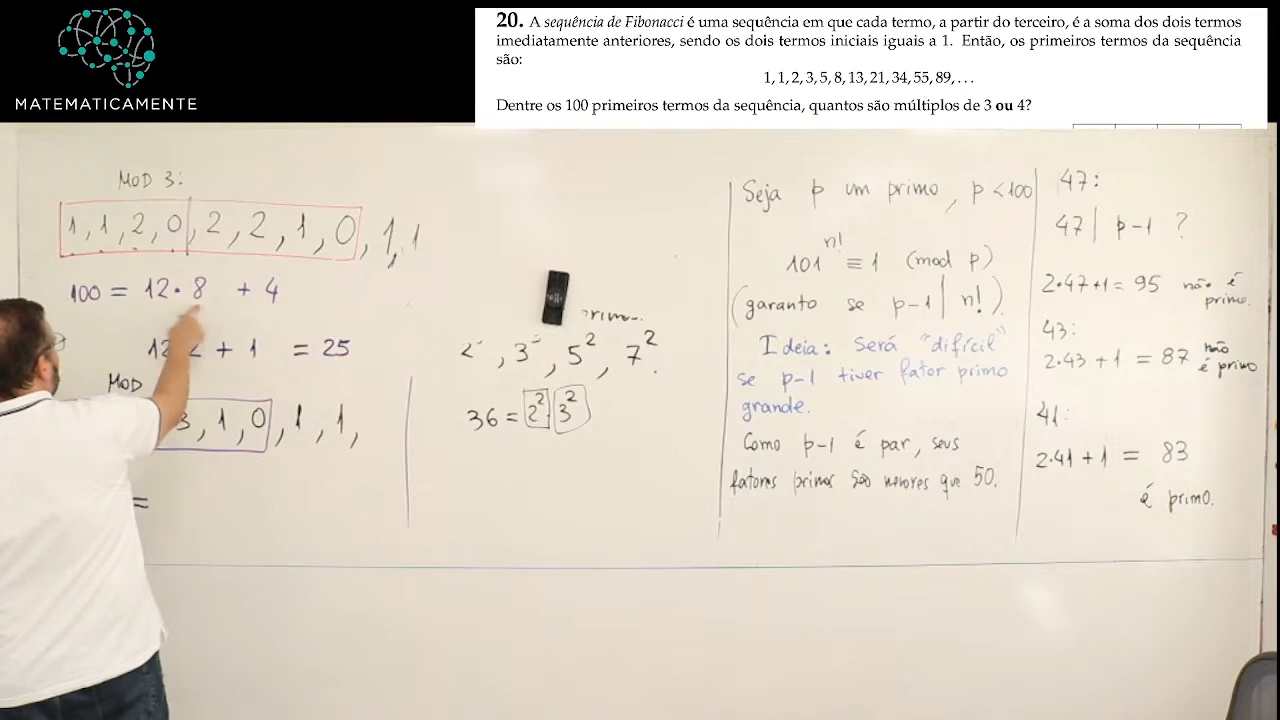 MATEMATICAMENTE
20. A sequência de Fibonacci é uma sequência em que cada termo, a partir do terceiro, é a soma dos dois termos
imediatamente anteriores, sendo os dois termos iniciais iguais a 1. Então, os primeiros termos da sequência
são:
1, 1, 2, 3, 5, 8, 13, 21, 34, 55, 89, . . .
Dentre os 100 primeiros termos da sequência, quantos são múltiplos de 3 ou 4?
MOD 3:
1, 1, 2, 0, 2, 2, 1, 0, 1, 1
100 = 12 · 8 + 4
2 + 1 = 25
MOD
3, 1, 0, 1, 1,
=
5², 7².
36 = 2² 3²
Seja p um primo, p < 100
101^n! ≡ 1 (mod p)
(garanto se p-1 | n!).
Ideia: Será "difícil"
se p-1 tiver fator primo
grande.
Como p-1 é par, seus
fatores primos são menores que 50.
47:
47 | p-1 ?
2·47+1 = 95 não é
primo.
43:
2·43 + 1 = 87 não
é primo
41:
2·41 + 1 = 83
é primo.